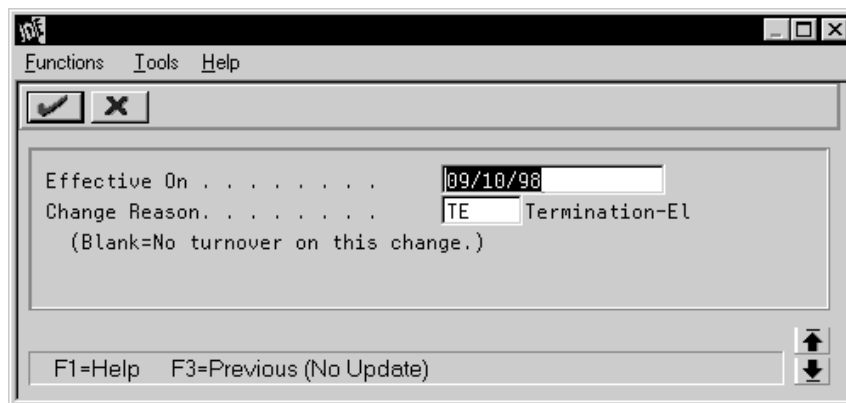 JDE
Functions Tools Help
Effective On . . . . . . . . 09/10/98
Change Reason. . . . . . . . TE Termination-El
(Blank=No turnover on this change.)
F1=Help F3=Previous (No Update)